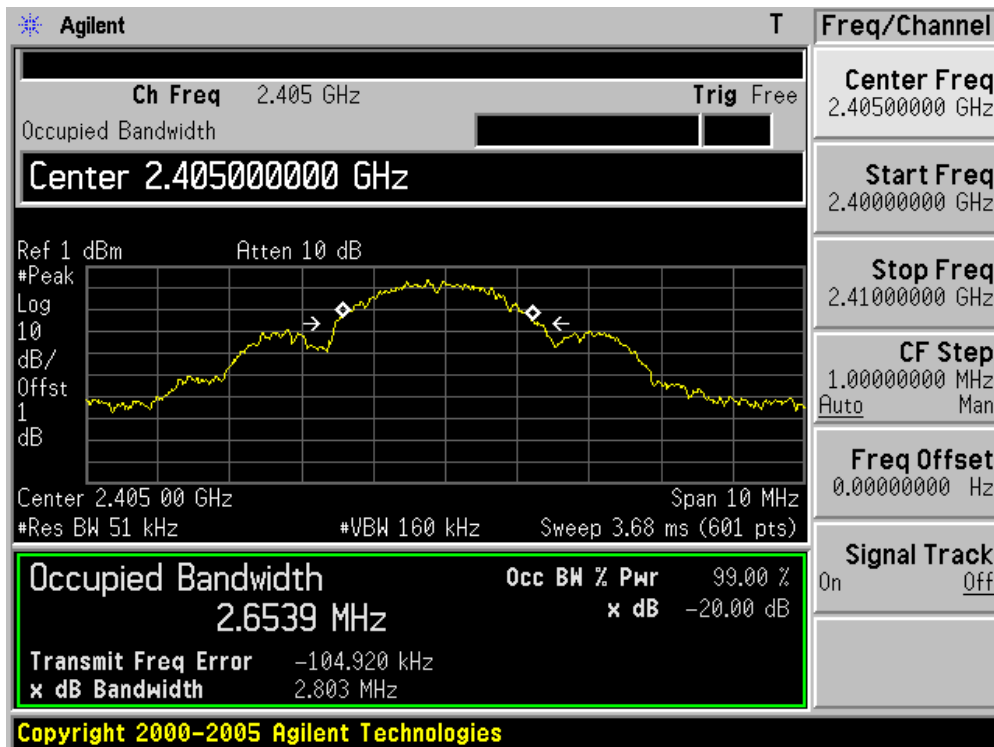 Agilent T
Ch Freq 2.405 GHz Trig Free
Occupied Bandwidth
Center 2.405000000 GHz
Ref 1 dBm Atten 10 dB
#Peak
Log
10
dB/
Offst
1
dB
Center 2.405 00 GHz Span 10 MHz
#Res BW 51 kHz #VBW 160 kHz Sweep 3.68 ms (601 pts)
Occupied Bandwidth Occ BW % Pwr 99.00 %
2.6539 MHz x dB -20.00 dB
Transmit Freq Error -104.920 kHz
x dB Bandwidth 2.803 MHz
Copyright 2000-2005 Agilent Technologies
Freq/Channel
Center Freq
2.40500000 GHz
Start Freq
2.40000000 GHz
Stop Freq
2.41000000 GHz
CF Step
1.00000000 MHz
Auto Man
Freq Offset
0.00000000 Hz
Signal Track
On Off